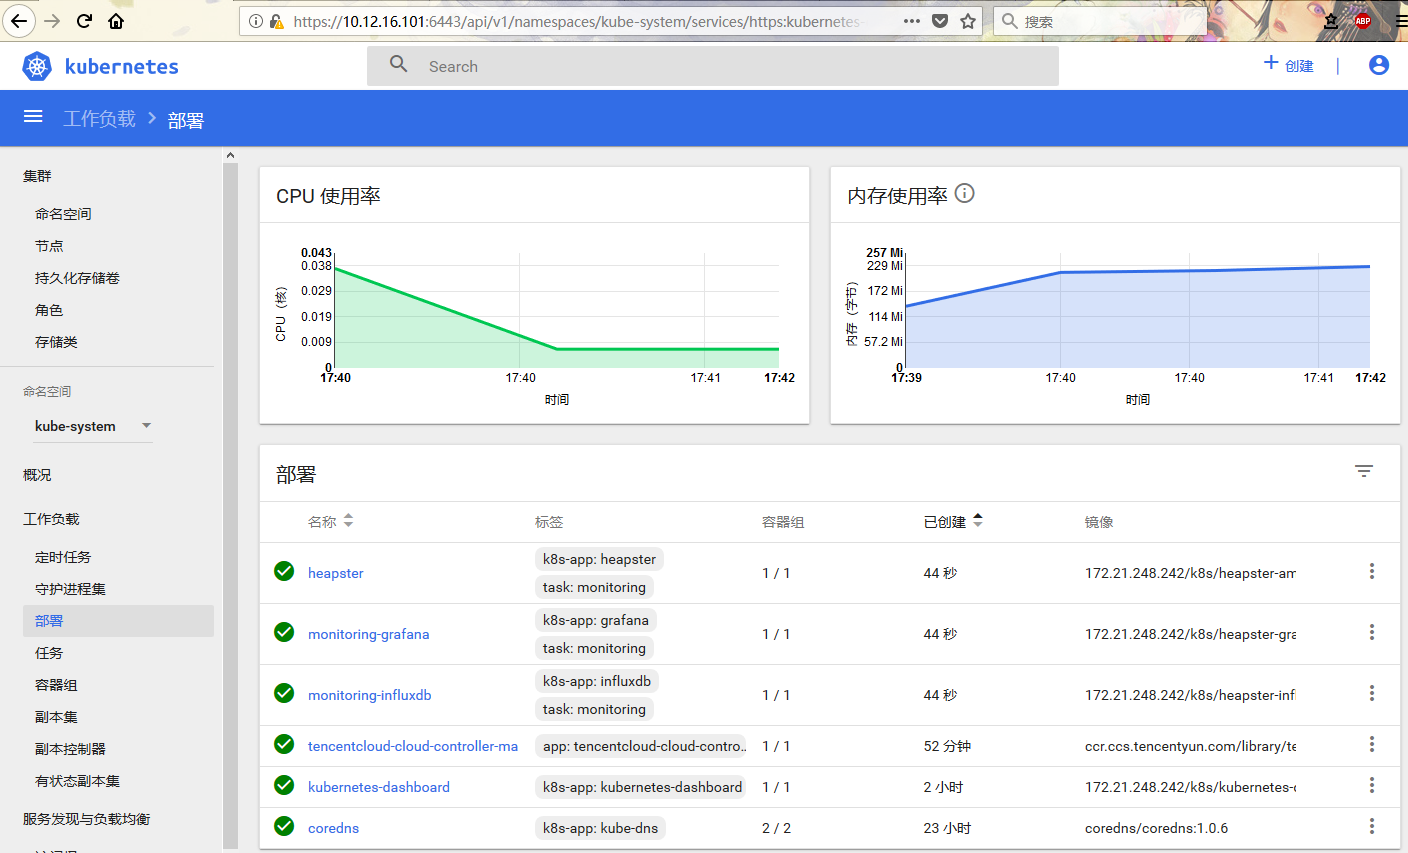 https://10.12.16.101:6443/api/v1/namespaces/kube-system/services/https:kubernetes-
搜索
ABP
kubernetes
Search
创建
工作负载 > 部署
集群
命名空间
节点
持久化存储卷
角色
存储类
命名空间
kube-system
概况
工作负载
定时任务
守护进程集
部署
任务
容器组
副本集
副本控制器
有状态副本集
服务发现与负载均衡
CPU 使用率
CPU（核）
0.043
0.038
0.029
0.019
0.009
0
17:40 17:40 17:41 17:42
时间
内存使用率
内存（字节）
257 Mi
229 Mi
172 Mi
114 Mi
57.2 Mi
0
17:39 17:40 17:40 17:41 17:42
时间
部署
名称 标签 容器组 已创建 镜像
heapster k8s-app: heapster 1 / 1 44 秒 172.21.248.242/k8s/heapster-am
task: monitoring
monitoring-grafana k8s-app: grafana 1 / 1 44 秒 172.21.248.242/k8s/heapster-gra
task: monitoring
monitoring-influxdb k8s-app: influxdb 1 / 1 44 秒 172.21.248.242/k8s/heapster-infl
task: monitoring
tencentcloud-cloud-controller-ma app: tencentcloud-cloud-contro.. 1 / 1 52 分钟 ccr.ccs.tencentyun.com/library/te
kubernetes-dashboard k8s-app: kubernetes-dashboard 1 / 1 2 小时 172.21.248.242/k8s/kubernetes-
coredns k8s-app: kube-dns 2 / 2 23 小时 coredns/coredns:1.0.6